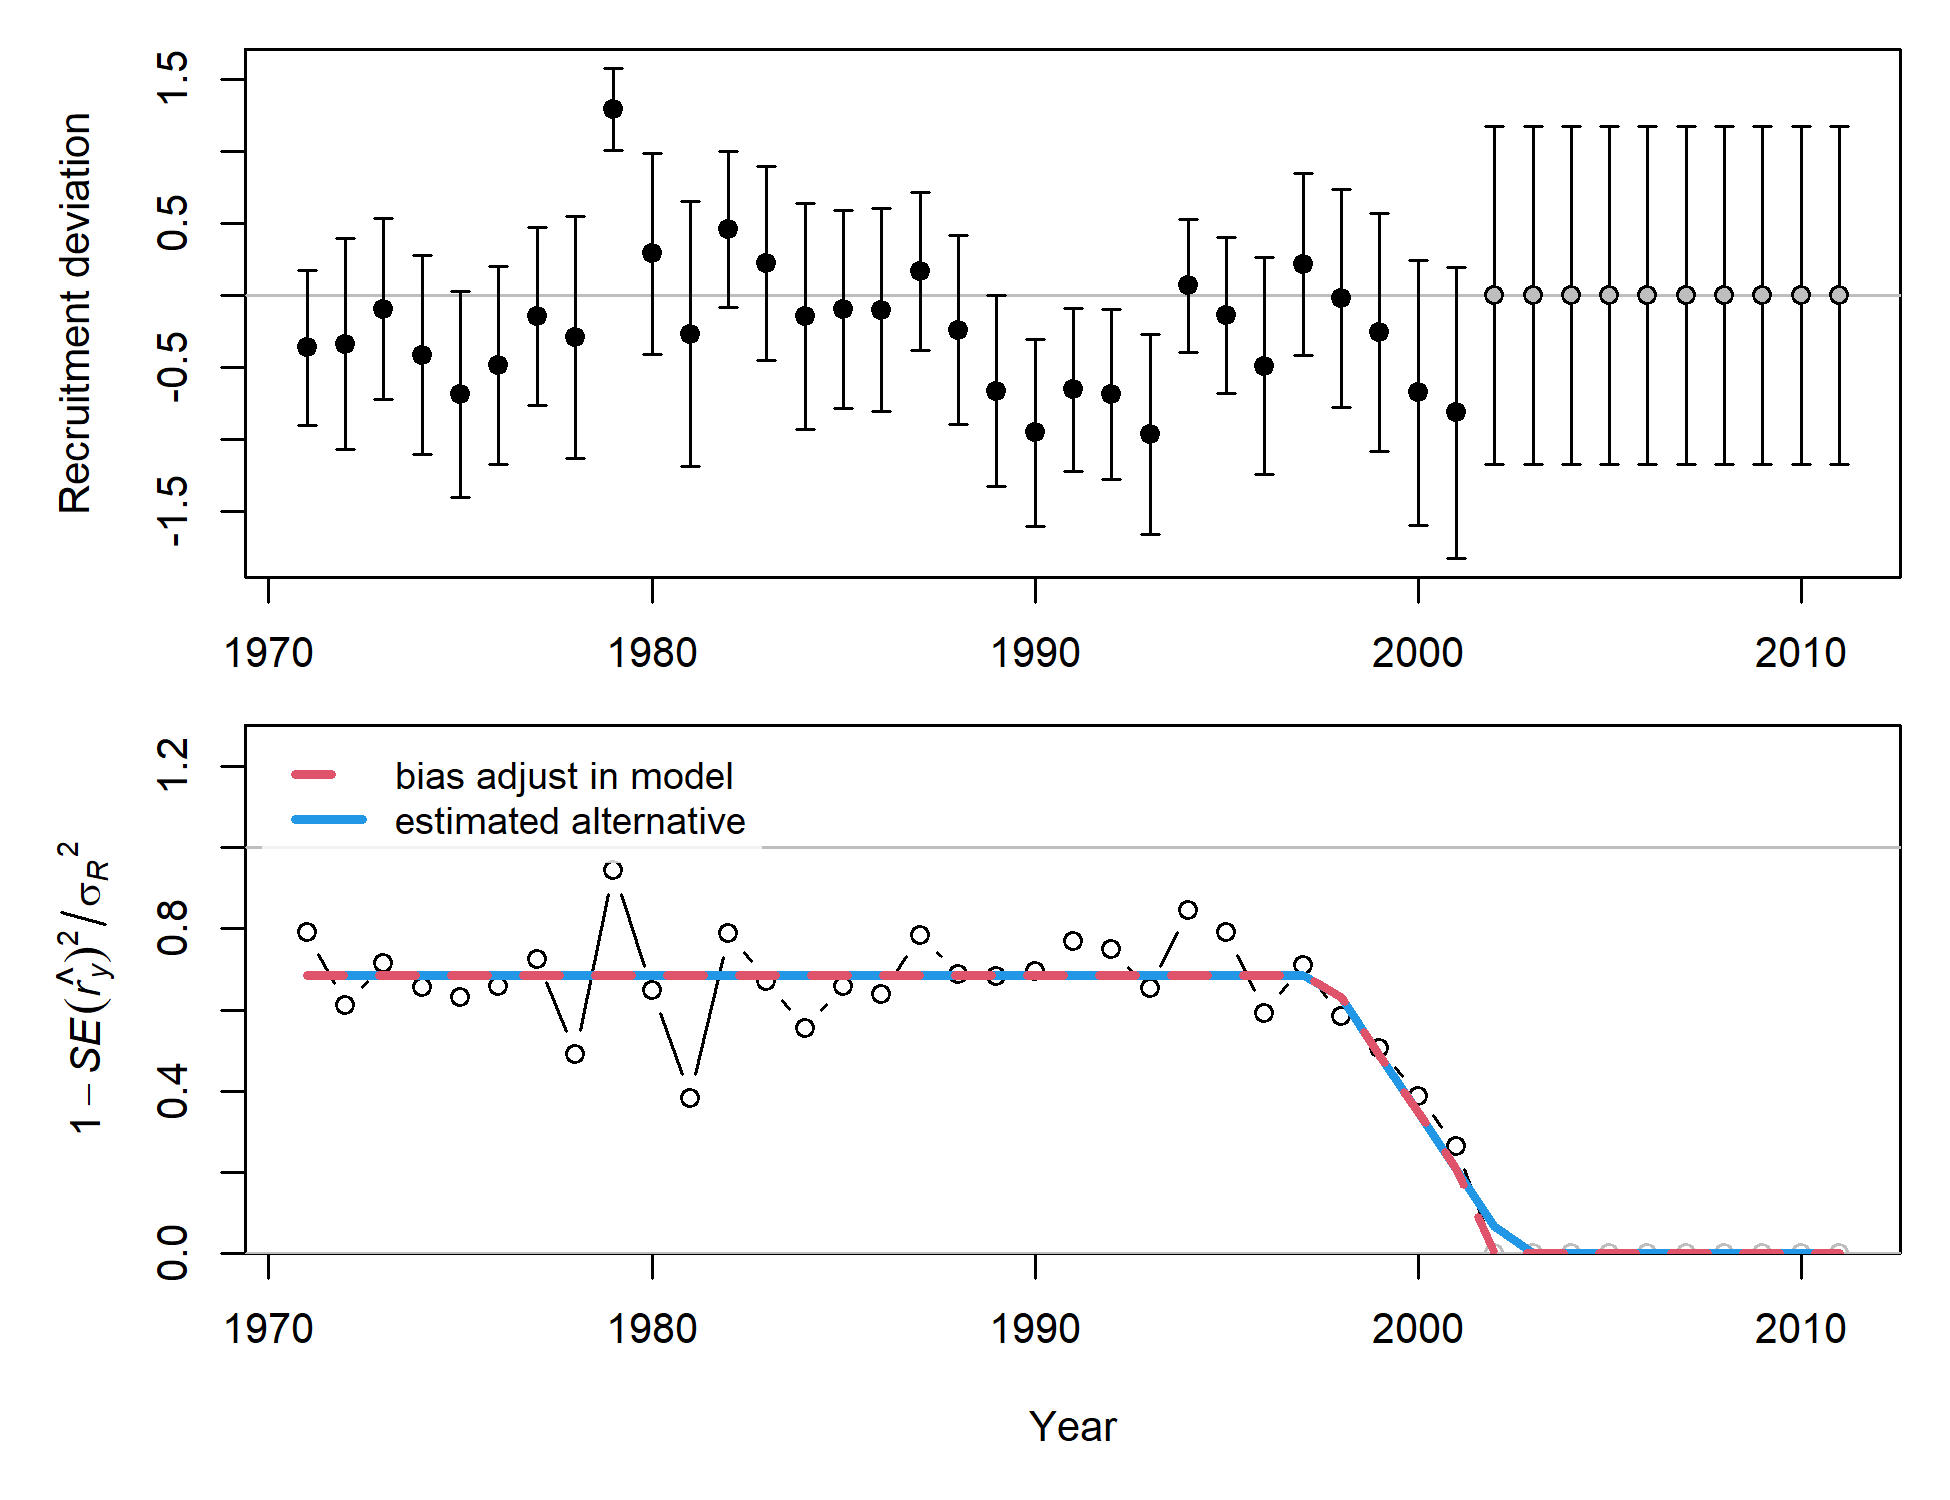 Recruitment deviation
1.5
0.5
-0.5
-1.5
1970 1980 1990 2000 2010
bias adjust in model
estimated alternative
1 − SE(r̂y)² / σR²
1.2
0.8
0.4
0.0
1970 1980 1990 2000 2010
Year